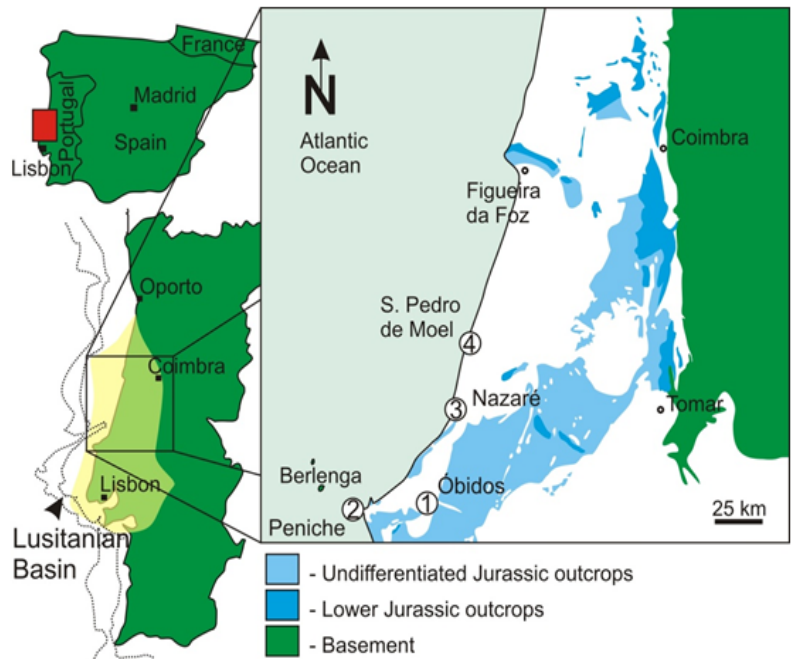 France
Madrid
Portugal
Spain
Lisbon
Oporto
Coimbra
Lisbon
Lusitanian
Basin
N
Atlantic
Ocean
Coimbra
Figueira
da Foz
S. Pedro
de Moel
4
Nazaré
3
Tomar
Berlenga
Óbidos
1
2
Peniche
25 km
- Undifferentiated Jurassic outcrops
- Lower Jurassic outcrops
- Basement